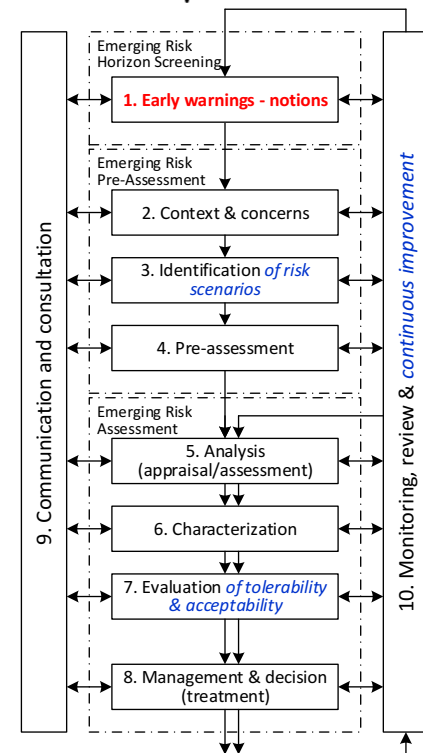 Emerging Risk
Horizon Screening
1. Early warnings - notions
Emerging Risk
Pre-Assessment
2. Context & concerns
3. Identification of risk
scenarios
4. Pre-assessment
Emerging Risk
Assessment
5. Analysis
(appraisal/assessment)
6. Characterization
7. Evaluation of tolerability
& acceptability
8. Management & decision
(treatment)
9. Communication and consultation
10. Monitoring, review & continuous improvement